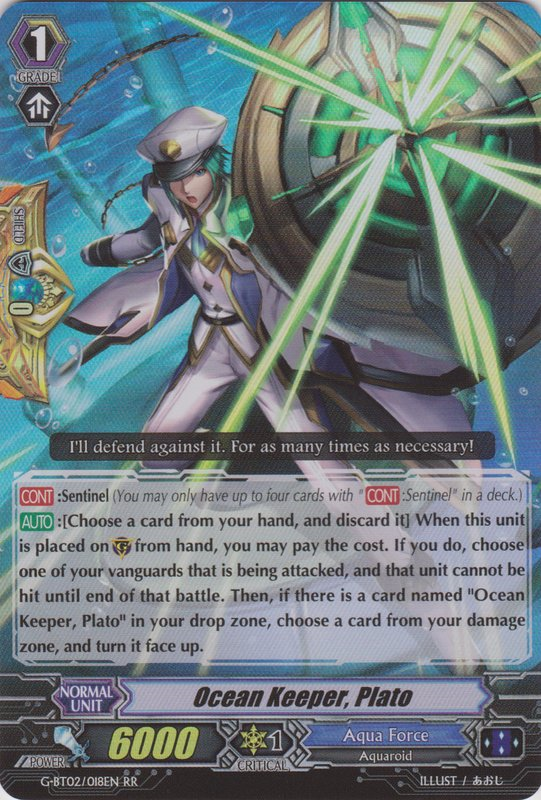 1
GRADE
SHIELD
0
I'll defend against it. For as many times as necessary!
CONT :Sentinel (You may only have up to four cards with " CONT :Sentinel" in a deck.)
AUTO :[Choose a card from your hand, and discard it] When this unit
is placed on G from hand, you may pay the cost. If you do, choose
one of your vanguards that is being attacked, and that unit cannot be
hit until end of that battle. Then, if there is a card named "Ocean
Keeper, Plato" in your drop zone, choose a card from your damage
zone, and turn it face up.
NORMAL
UNIT
Ocean Keeper, Plato
POWER
6000
1
CRITICAL
Aqua Force
Aquaroid
G-BT02/018EN RR
ILLUST / あおじ